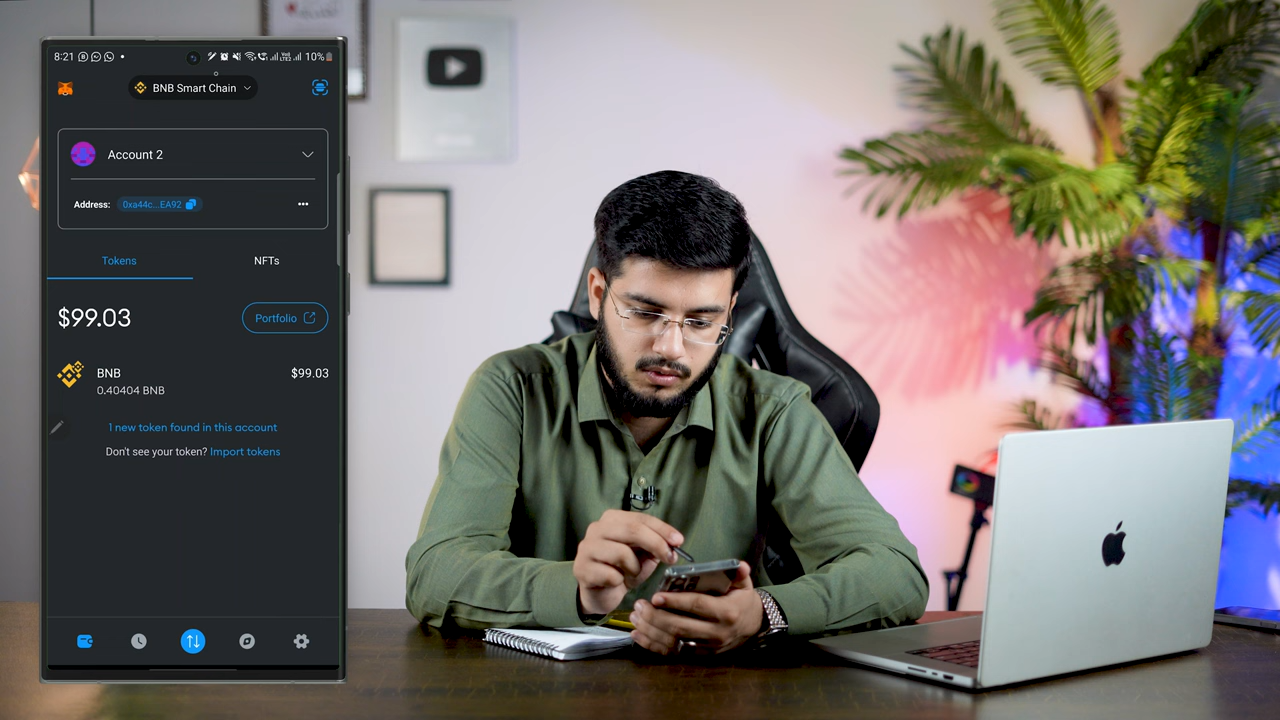 8:21
10%
BNB Smart Chain
Account 2
Address: 0xa44c...EA92
Tokens NFTs
$99.03 Portfolio
BNB $99.03
0.40404 BNB
1 new token found in this account
Don't see your token? Import tokens